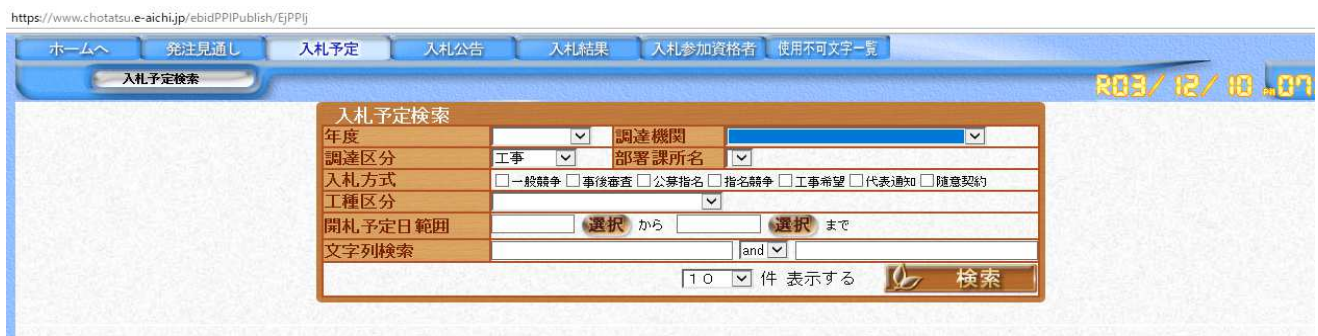 https://www.chotatsu.e-aichi.jp/ebidPPIPublish/EjPPIj
ホームへ 発注見通し 入札予定 入札公告 入札結果 入札参加資格者 使用不可文字一覧
入札予定検索
R03/12/10 PM 07
入札予定検索
年度 調達機関
調達区分 工事 部署課所名
入札方式 一般競争 事後審査 公募指名 指名競争 工事希望 代表通知 随意契約
工種区分
開札予定日範囲 選択 から 選択 まで
文字列検索 and
10 件 表示する 検索